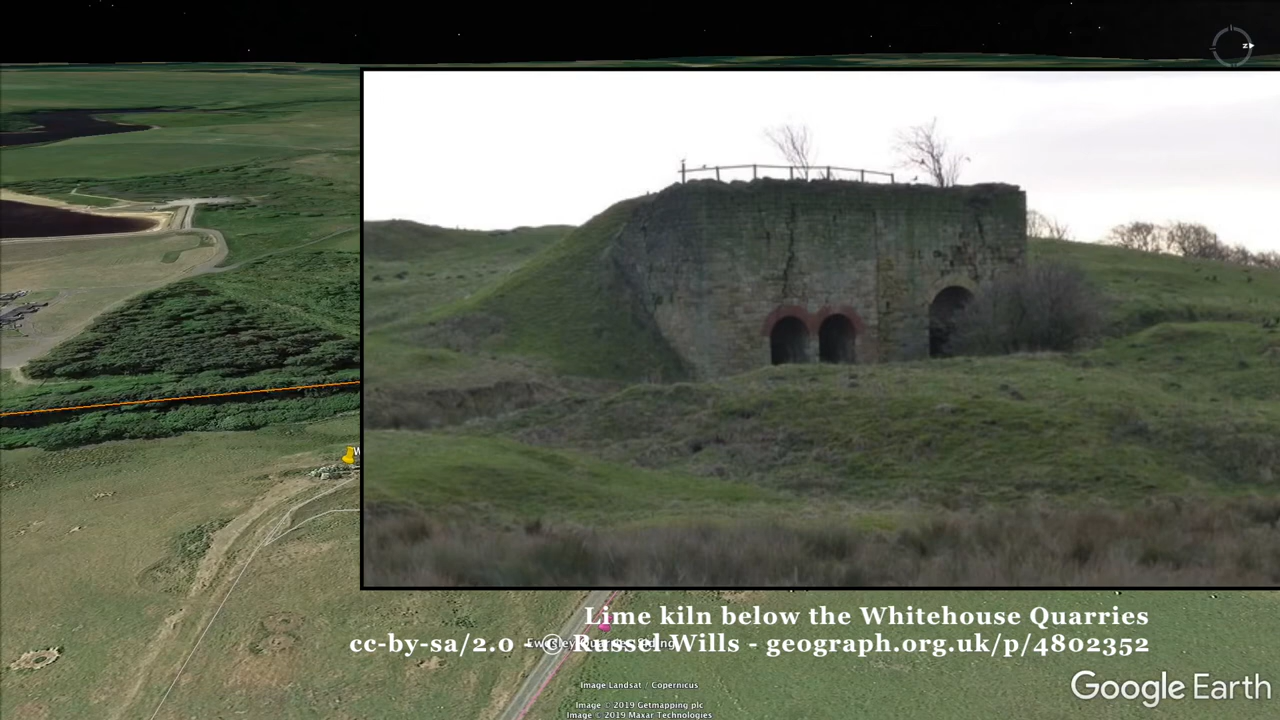 Lime kiln below the Whitehouse Quarries
cc-by-sa/2.0 - © Russel Wills - geograph.org.uk/p/4802352
Image Landsat / Copernicus
Image © 2019 Getmapping plc
Image © 2019 Maxar Technologies
Google Earth